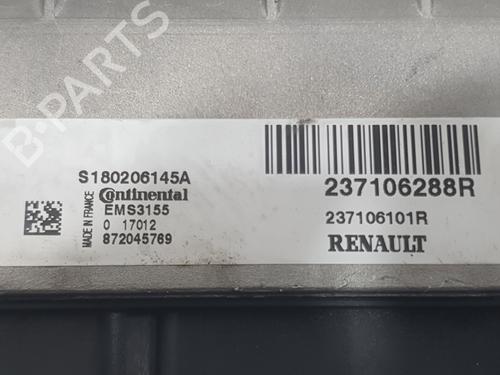 B-PARTS
S180206145A
Continental
EMS3155
0 17012
872045769
MADE IN FRANCE
237106288R
237106101R
RENAULT